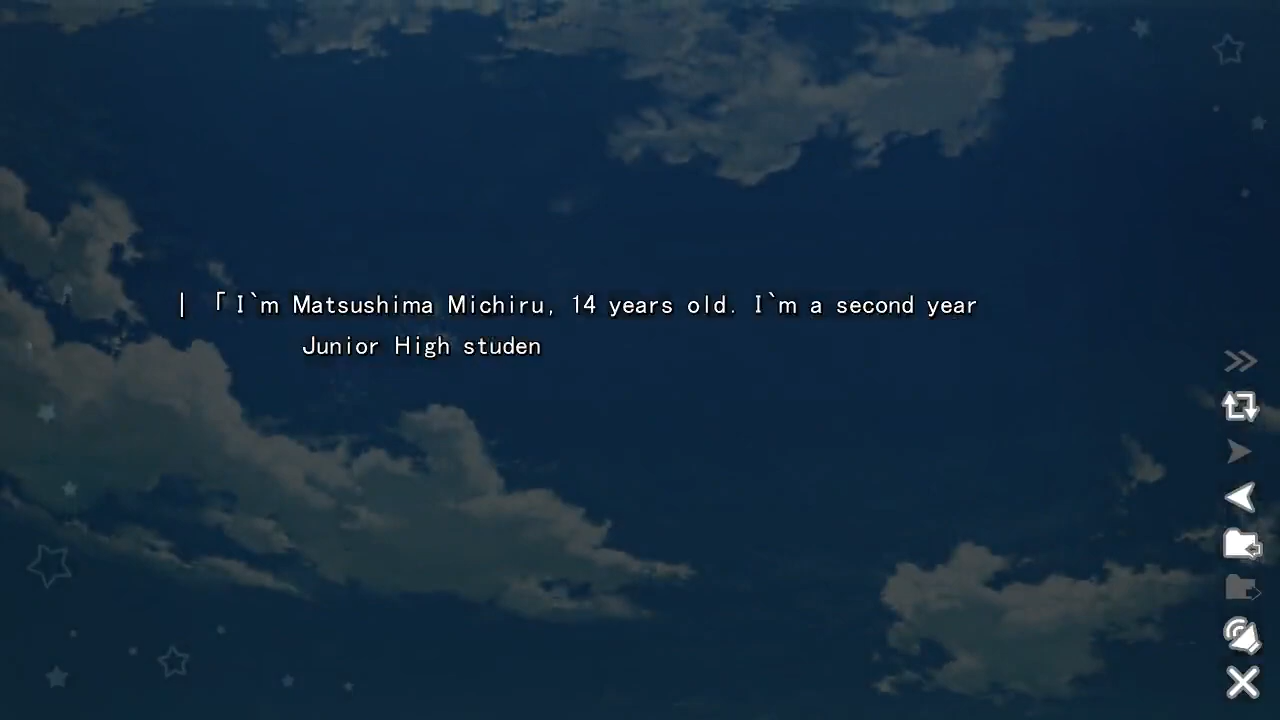 | 「I`m Matsushima Michiru, 14 years old. I`m a second year
Junior High studen